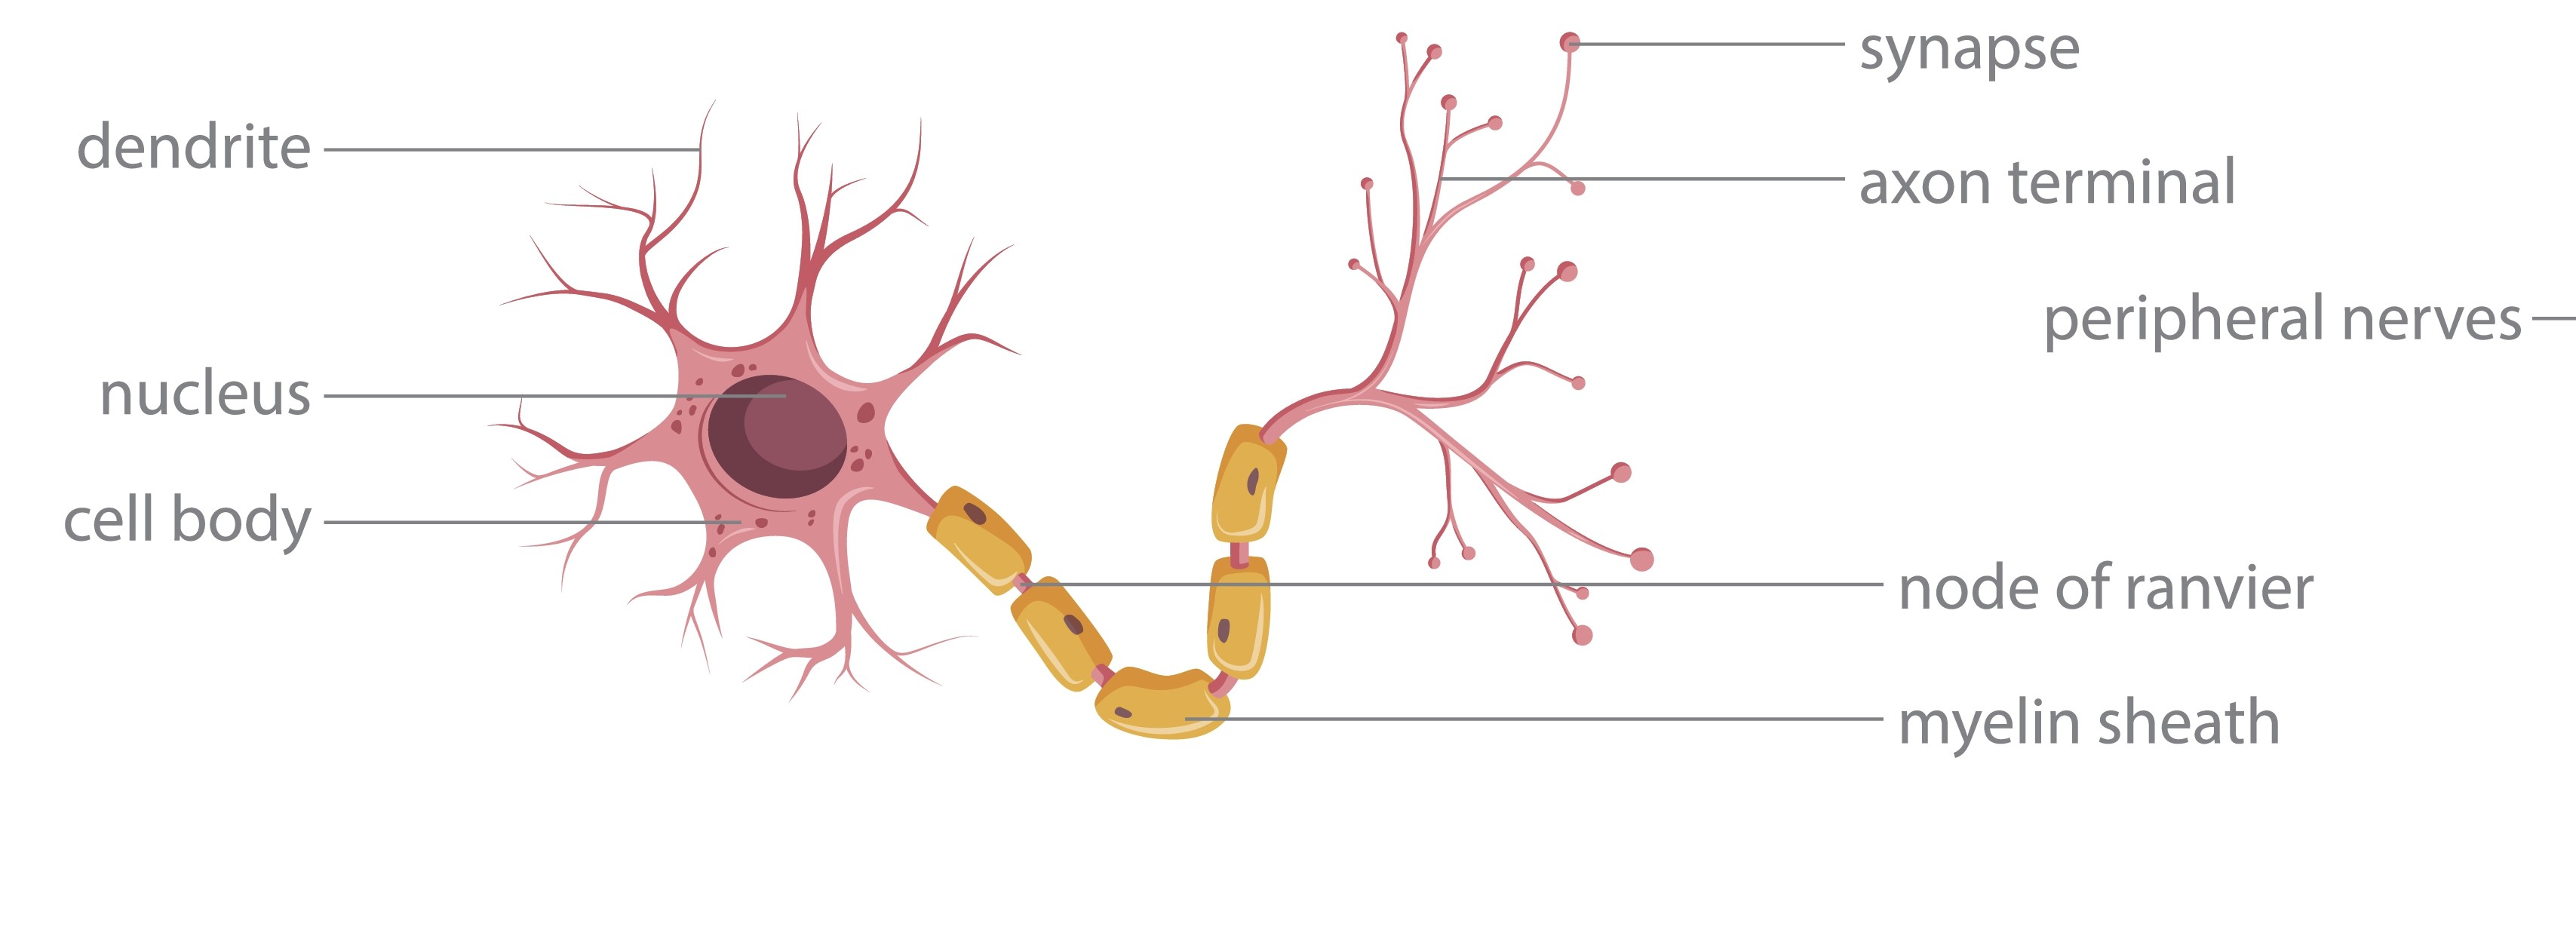 synapse
dendrite
axon terminal
peripheral nerves
nucleus
cell body
node of ranvier
myelin sheath